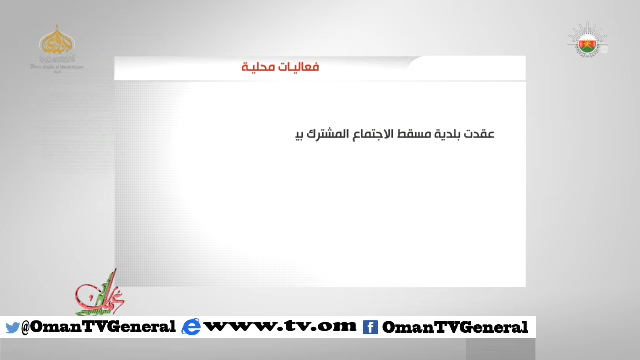 فعاليات محلية
عقدت بلدية مسقط الاجتماع المشترك بي
@OmanTVGeneral www.tv.om OmanTVGeneral